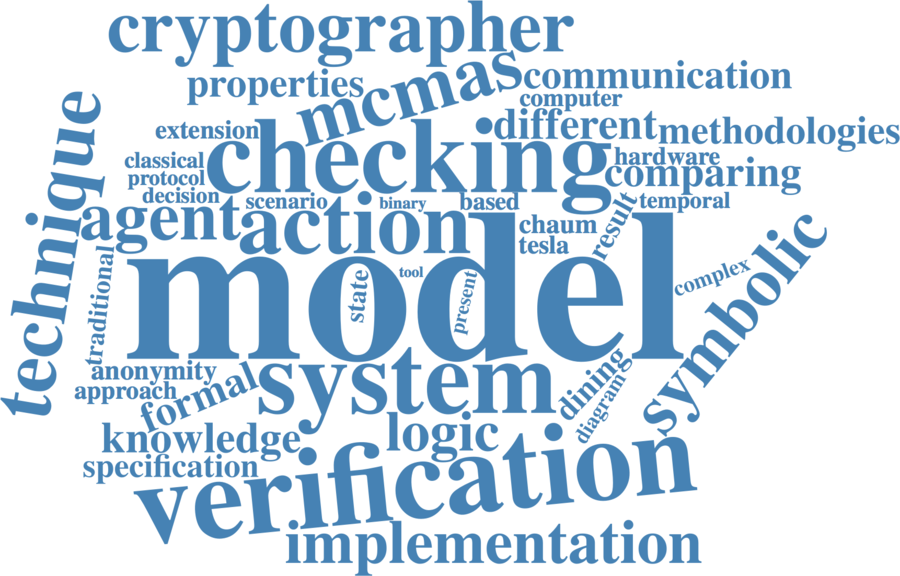 cryptographer
properties
mcmas
communication
computer
technique
extension
checking
different
methodologies
classical
hardware
protocol
comparing
decision
scenario
binary
based
result
temporal
agent
action
chaum
tesla
symbolic
traditional
model
state
tool
present
complex
anonymity
approach
formal
system
dining
diagram
knowledge
logic
specification
verification
implementation